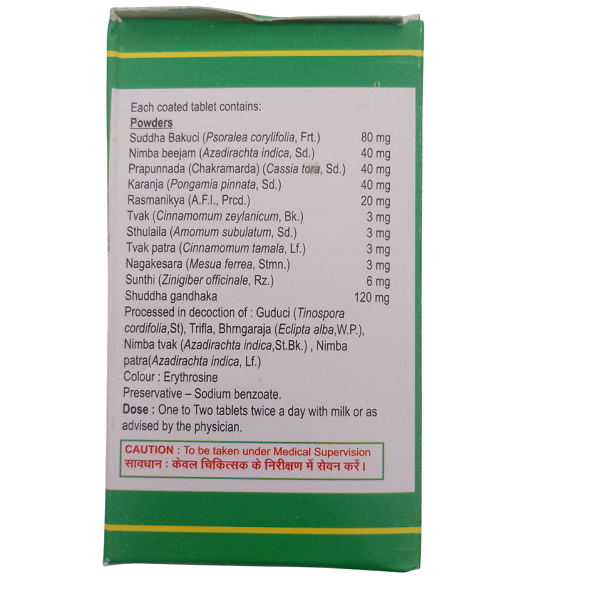 Each coated tablet contains:
Powders
Suddha Bakuci (Psoralea corylifolia, Frt.) 80 mg
Nimba beejam (Azadirachta indica, Sd.) 40 mg
Prapunnada (Chakramarda) (Cassia tora, Sd.) 40 mg
Karanja (Pongamia pinnata, Sd.) 40 mg
Rasmanikya (A.F.I., Prcd.) 20 mg
Tvak (Cinnamomum zeylanicum, Bk.) 3 mg
Sthulaila (Amomum subulatum, Sd.) 3 mg
Tvak patra (Cinnamomum tamala, Lf.) 3 mg
Nagakesara (Mesua ferrea, Stmn.) 3 mg
Sunthi (Zinigiber officinale, Rz.) 6 mg
Shuddha gandhaka 120 mg
Processed in decoction of : Guduci (Tinospora
cordifolia,St), Trifla, Bhrngaraja (Eclipta alba,W.P.),
Nimba tvak (Azadirachta indica,St.Bk.) , Nimba
patra(Azadirachta indica, Lf.)
Colour : Erythrosine
Preservative – Sodium benzoate.
Dose : One to Two tablets twice a day with milk or as
advised by the physician.
CAUTION : To be taken under Medical Supervision
सावधान : केवल चिकित्सक के निरीक्षण में सेवन करें।